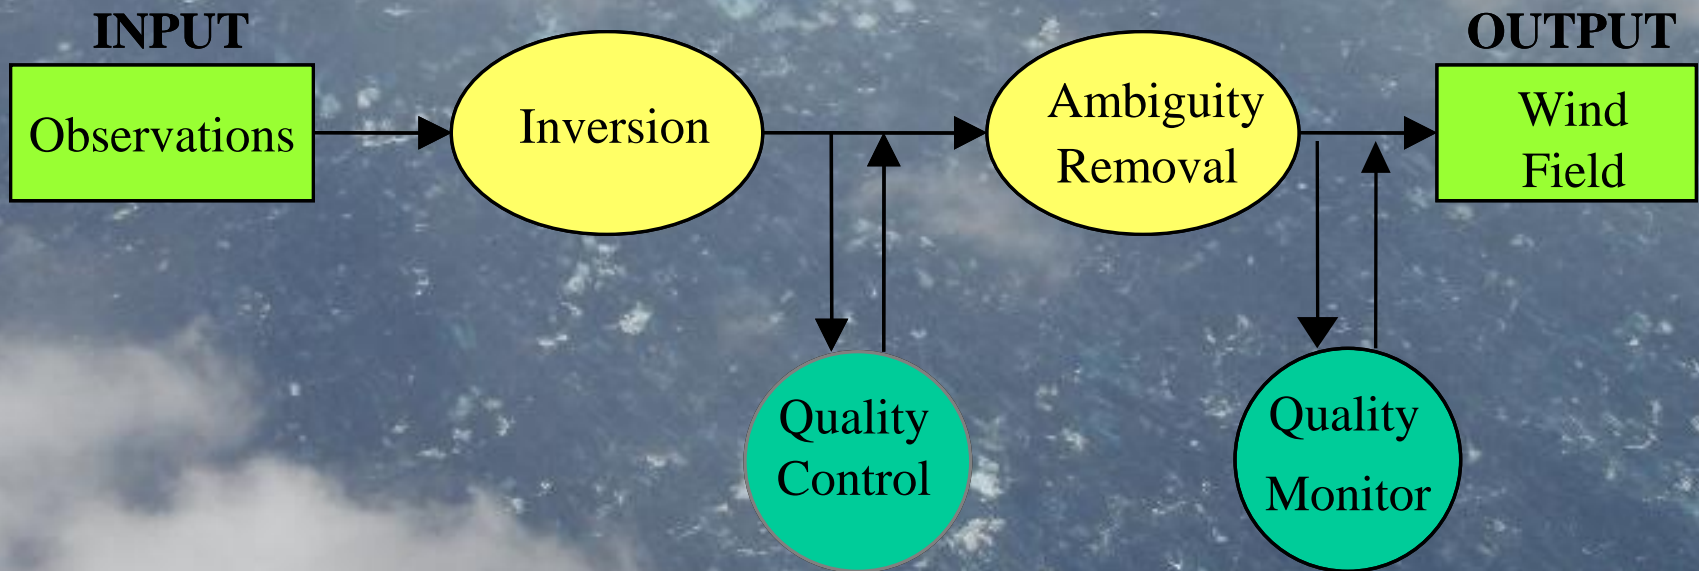 INPUT
Observations
Inversion
Ambiguity
Removal
OUTPUT
Wind
Field
Quality
Control
Quality
Monitor